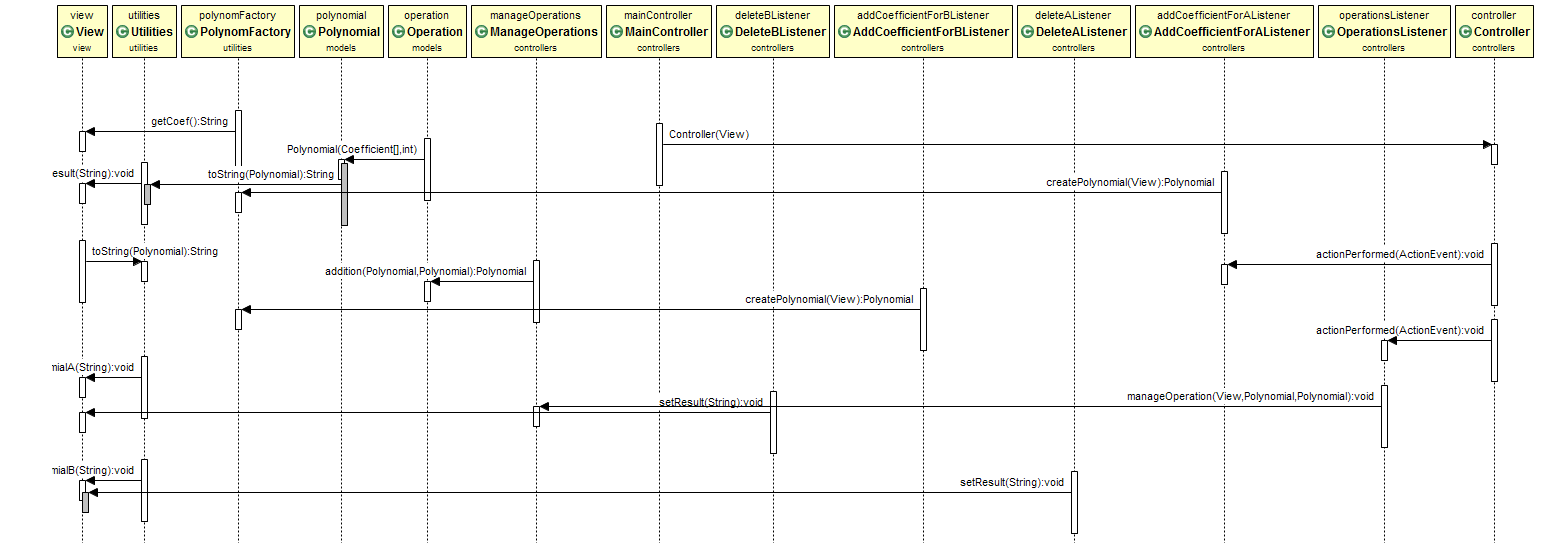 view
View
view
utilities
Utilities
utilities
polynomFactory
PolynomFactory
utilities
polynomial
Polynomial
models
operation
Operation
models
manageOperations
ManageOperations
controllers
mainController
MainController
controllers
deleteBListener
DeleteBListener
controllers
addCoefficientForBListener
AddCoefficientForBListener
controllers
deleteAListener
DeleteAListener
controllers
addCoefficientForAListener
AddCoefficientForAListener
controllers
operationsListener
OperationsListener
controllers
controller
Controller
controllers
getCoef():String
Controller(View)
Polynomial(Coefficient[],int)
esult(String):void
toString(Polynomial):String
createPolynomial(View):Polynomial
toString(Polynomial):String
actionPerformed(ActionEvent):void
addition(Polynomial,Polynomial):Polynomial
createPolynomial(View):Polynomial
actionPerformed(ActionEvent):void
mialA(String):void
setResult(String):void
manageOperation(View,Polynomial,Polynomial):void
mialB(String):void
setResult(String):void